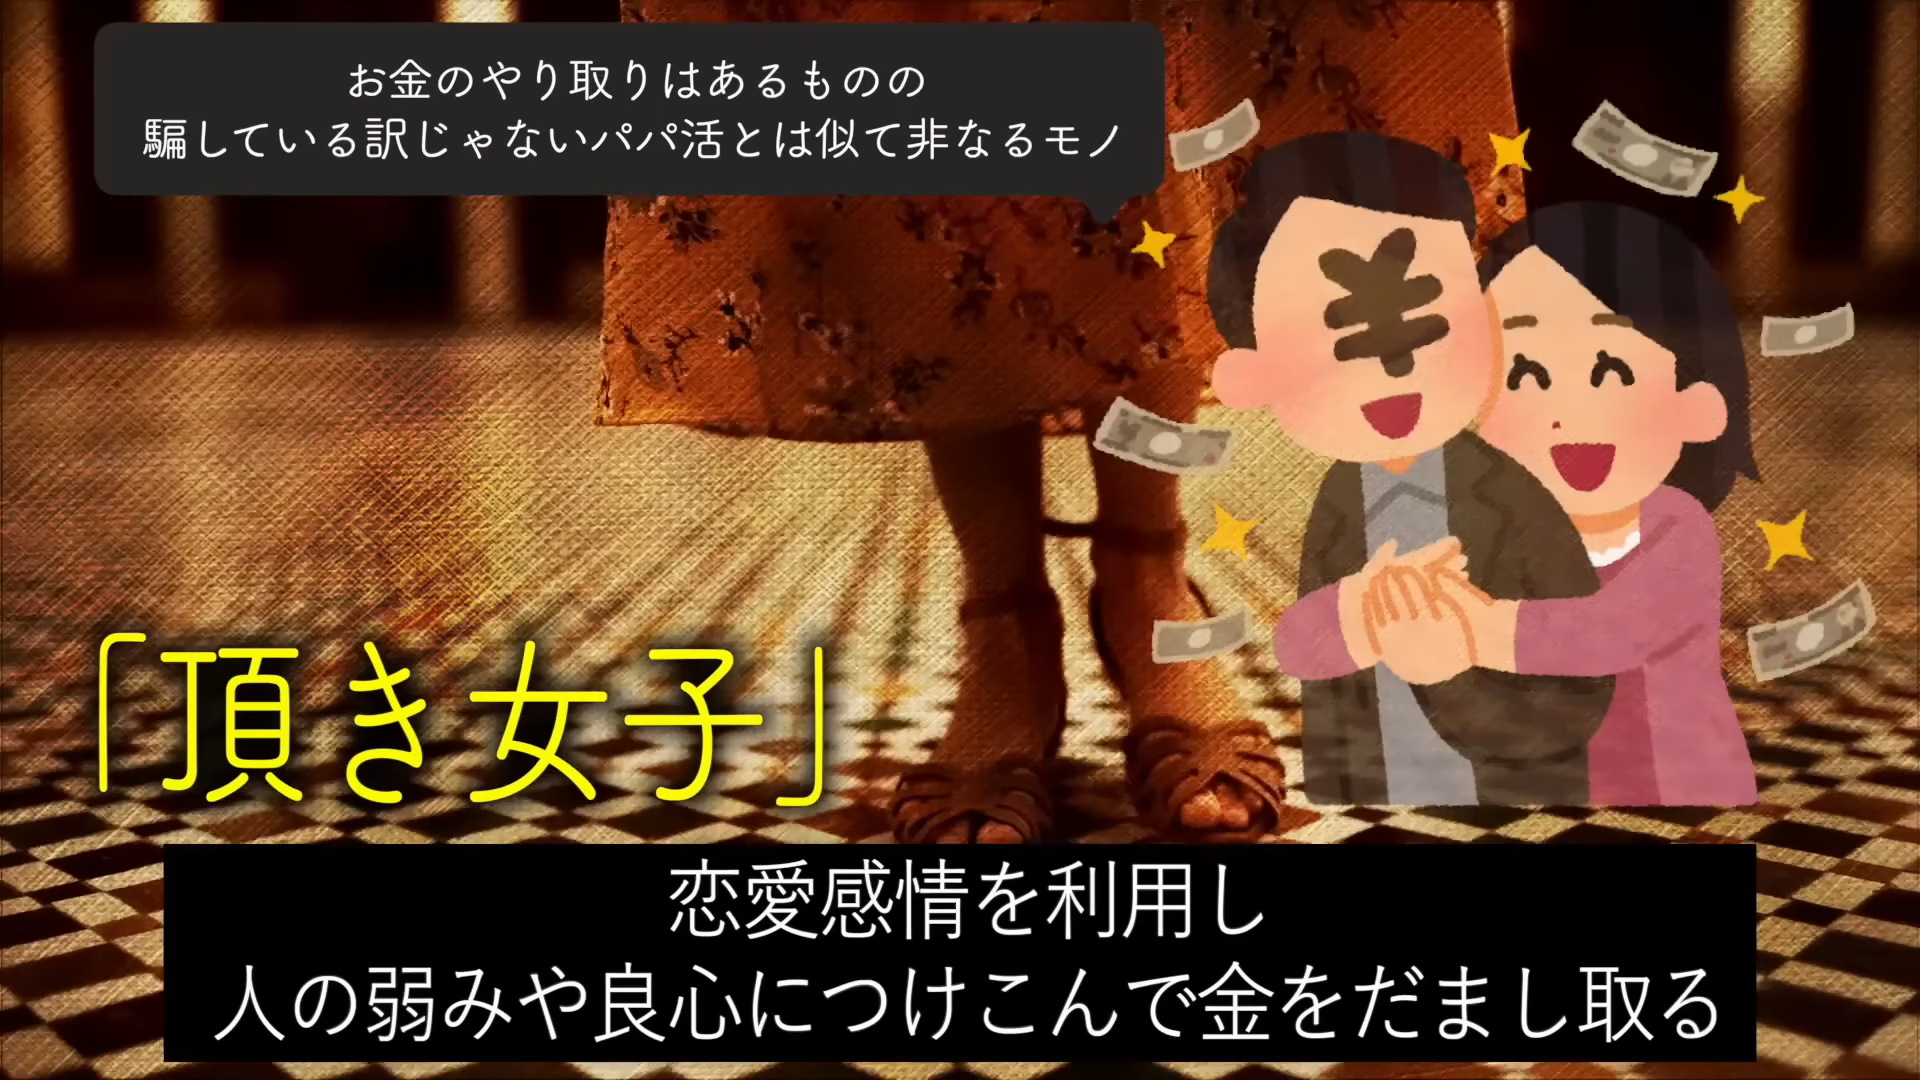 お金のやり取りはあるものの
騙している訳じゃないパパ活とは似て非なるモノ
¥
「頂き女子」
恋愛感情を利用し
人の弱みや良心につけこんで金をだまし取る